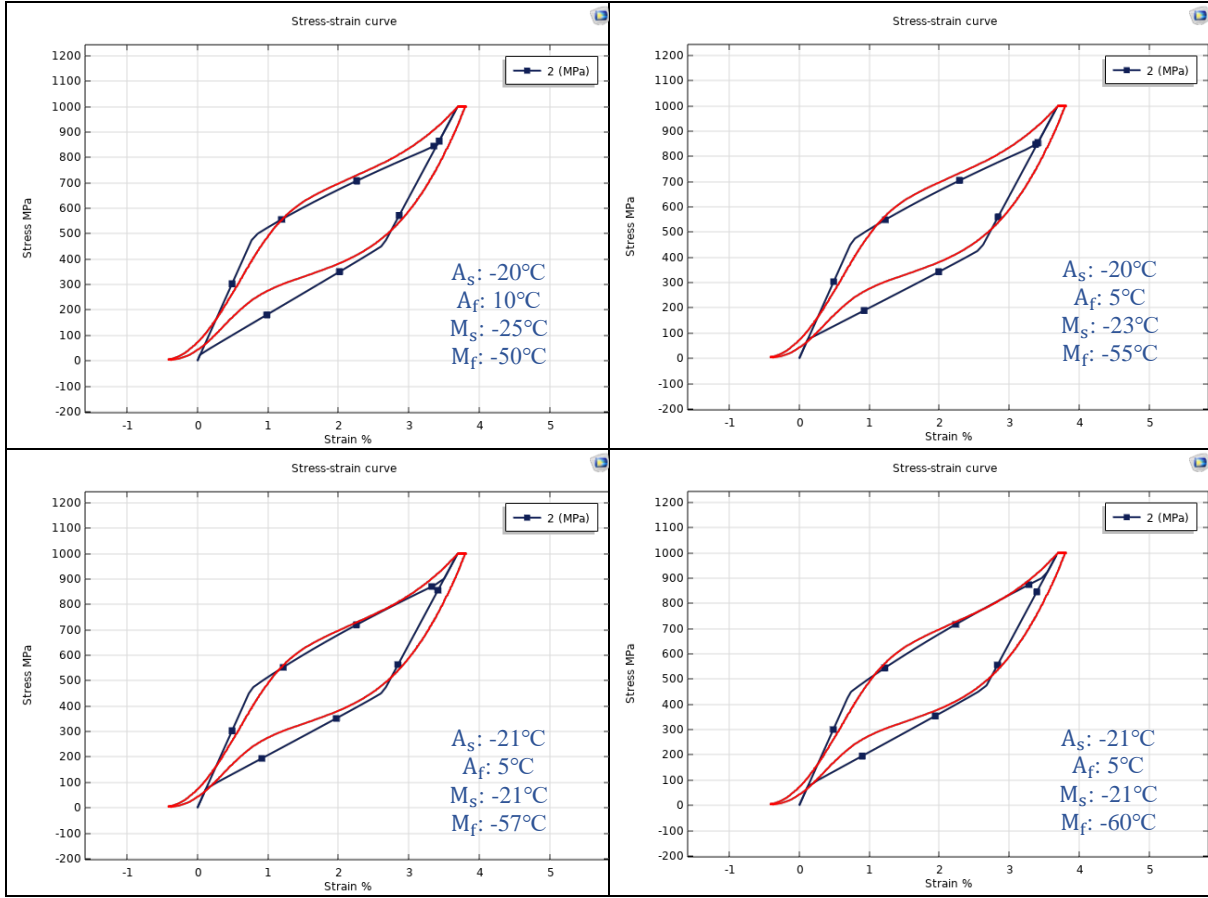 Stress-strain curve
2 (MPa)
1200
1100
1000
900
800
700
600
500
400
300
200
100
0
-100
-200
Stress MPa
-1 0 1 2 3 4 5
Strain %
As: -20°C
Af: 10°C
Ms: -25°C
Mf: -50°C
Stress-strain curve
2 (MPa)
1200
1100
1000
900
800
700
600
500
400
300
200
100
0
-100
-200
Stress MPa
-1 0 1 2 3 4 5
Strain %
As: -20°C
Af: 5°C
Ms: -23°C
Mf: -55°C
Stress-strain curve
2 (MPa)
1200
1100
1000
900
800
700
600
500
400
300
200
100
0
-100
-200
Stress MPa
-1 0 1 2 3 4 5
Strain %
As: -21°C
Af: 5°C
Ms: -21°C
Mf: -57°C
Stress-strain curve
2 (MPa)
1200
1100
1000
900
800
700
600
500
400
300
200
100
0
-100
-200
Stress MPa
-1 0 1 2 3 4 5
Strain %
As: -21°C
Af: 5°C
Ms: -21°C
Mf: -60°C